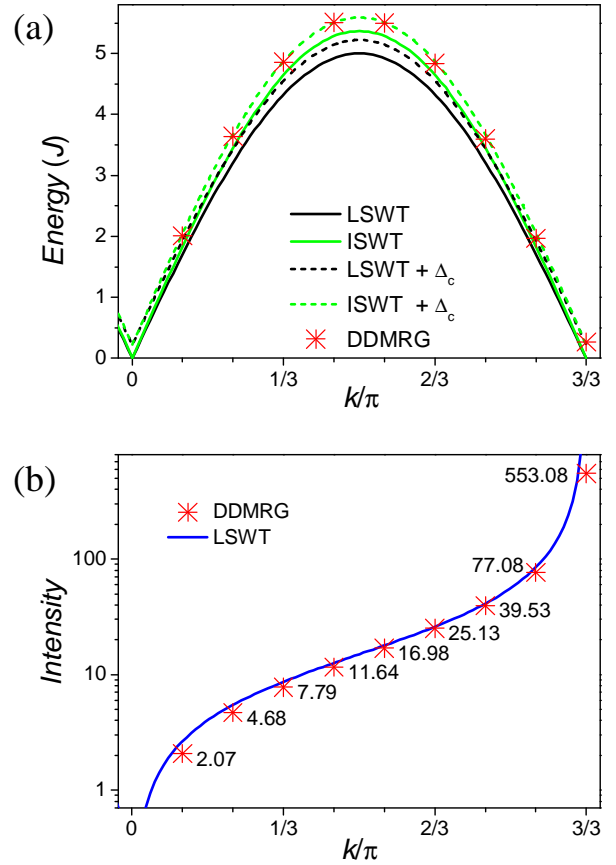 (a)
Energy (J)
5
4
3
2
1
0
LSWT
ISWT
LSWT + Δc
ISWT + Δc
DDMRG
0
1/3
2/3
3/3
k/π
(b)
Intensity
100
10
1
DDMRG
LSWT
553.08
77.08
39.53
25.13
16.98
11.64
7.79
4.68
2.07
0
1/3
2/3
3/3
k/π